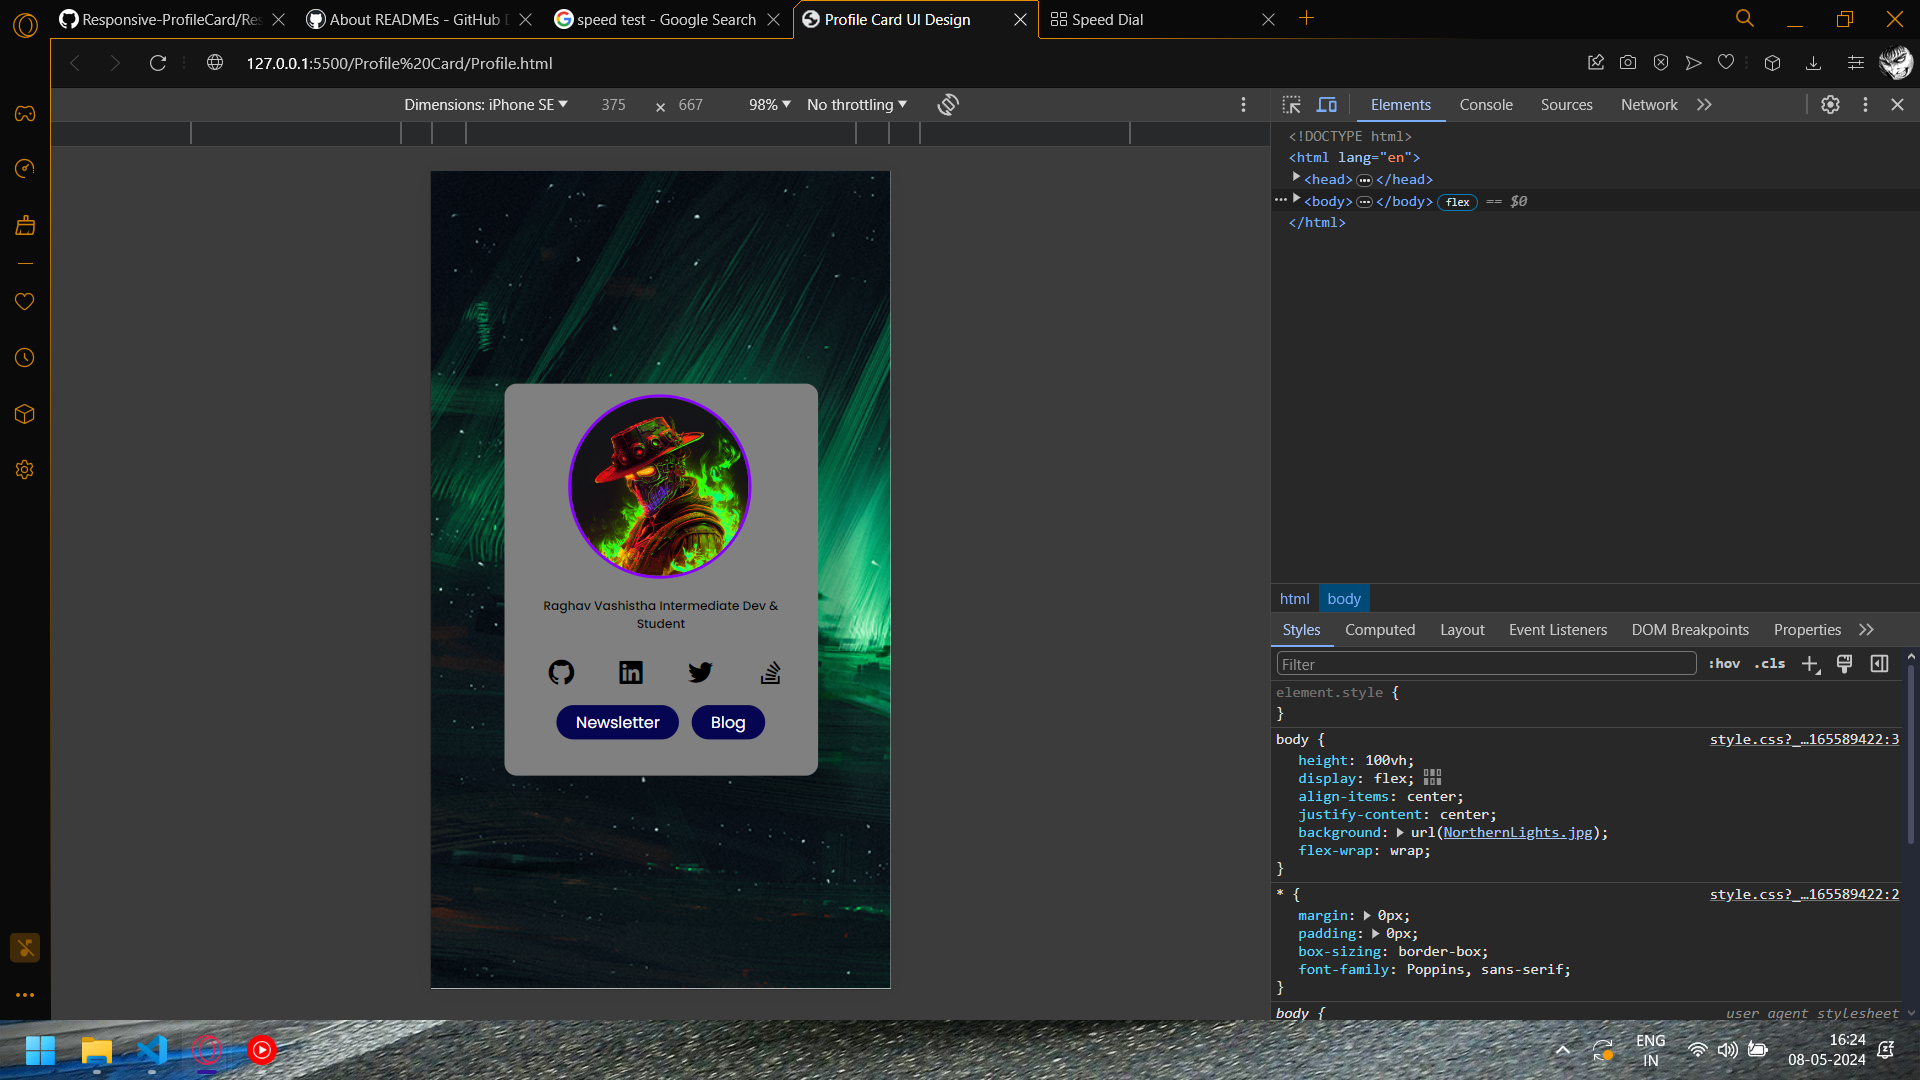 Responsive-ProfileCard/Res
About READMEs - GitHub D
speed test - Google Search
Profile Card UI Design
Speed Dial
127.0.0.1:5500/Profile%20Card/Profile.html
Dimensions: iPhone SE
375
×
667
98%
No throttling
Elements
Console
Sources
Network
<!DOCTYPE html>
<html lang="en">
<head> … </head>
… <body> … </body> flex == $0
</html>
Raghav Vashistha Intermediate Dev &
Student
Newsletter
Blog
html
body
Styles
Computed
Layout
Event Listeners
DOM Breakpoints
Properties
Filter
:hov
.cls
element.style {
}
body {
style.css?_…165589422:3
height: 100vh;
display: flex;
align-items: center;
justify-content: center;
background: url(NorthernLights.jpg);
flex-wrap: wrap;
}
* {
style.css?_…165589422:2
margin: 0px;
padding: 0px;
box-sizing: border-box;
font-family: Poppins, sans-serif;
}
body {
user agent stylesheet
ENG
IN
16:24
08-05-2024